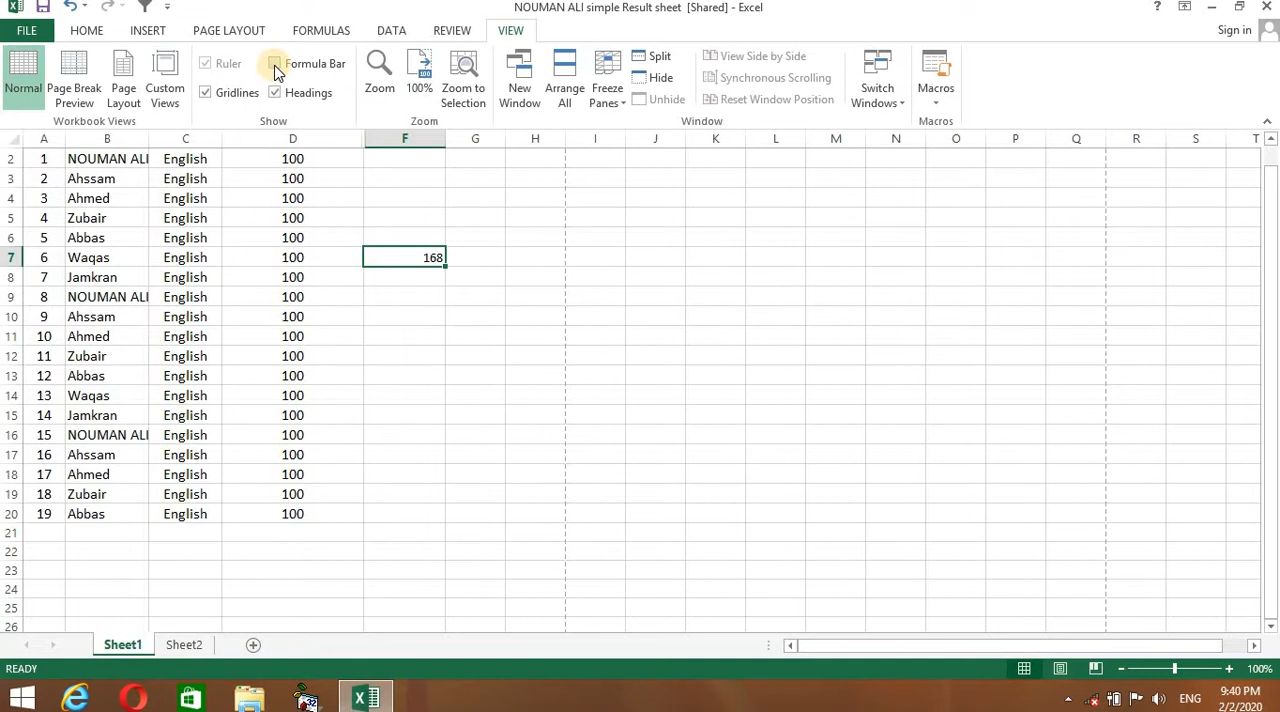 NOUMAN ALI simple Result sheet [Shared] - Excel
FILE HOME INSERT PAGE LAYOUT FORMULAS DATA REVIEW VIEW Sign in
Normal Page Break Preview Page Layout Custom Views
Workbook Views
Ruler Formula Bar
Gridlines Headings
Show
Zoom 100% Zoom to Selection
Zoom
New Window Arrange All Freeze Panes
Split
Hide
Unhide
View Side by Side
Synchronous Scrolling
Reset Window Position
Switch Windows
Window
Macros
Macros
A B C D F G H I J K L M N O P Q R S T
2 1 NOUMAN ALI English 100
3 2 Ahssam English 100
4 3 Ahmed English 100
5 4 Zubair English 100
6 5 Abbas English 100
7 6 Waqas English 100 168
8 7 Jamkran English 100
9 8 NOUMAN ALI English 100
10 9 Ahssam English 100
11 10 Ahmed English 100
12 11 Zubair English 100
13 12 Abbas English 100
14 13 Waqas English 100
15 14 Jamkran English 100
16 15 NOUMAN ALI English 100
17 16 Ahssam English 100
18 17 Ahmed English 100
19 18 Zubair English 100
20 19 Abbas English 100
21
22
23
24
25
26
Sheet1 Sheet2
READY 100%
ENG 9:40 PM
2/2/2020